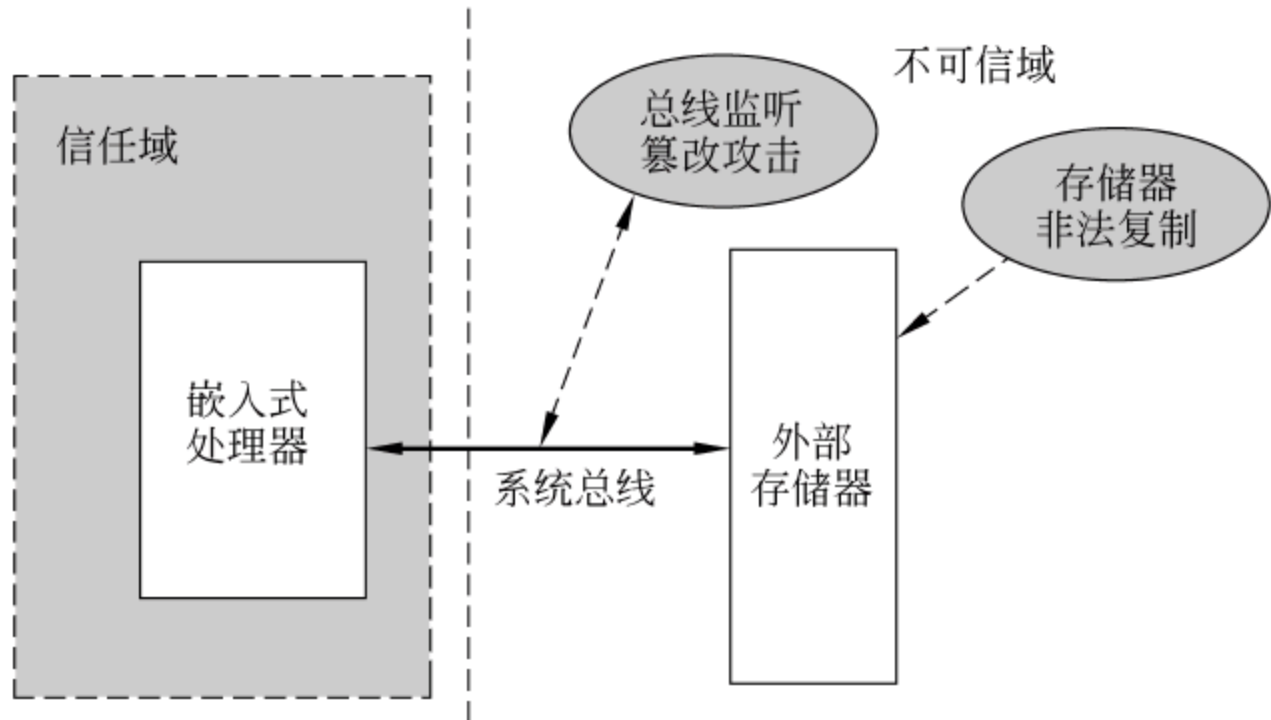 不可信域
总线监听
篡改攻击
信任域
存储器
非法复制
嵌入式
处理器
系统总线
外部
存储器